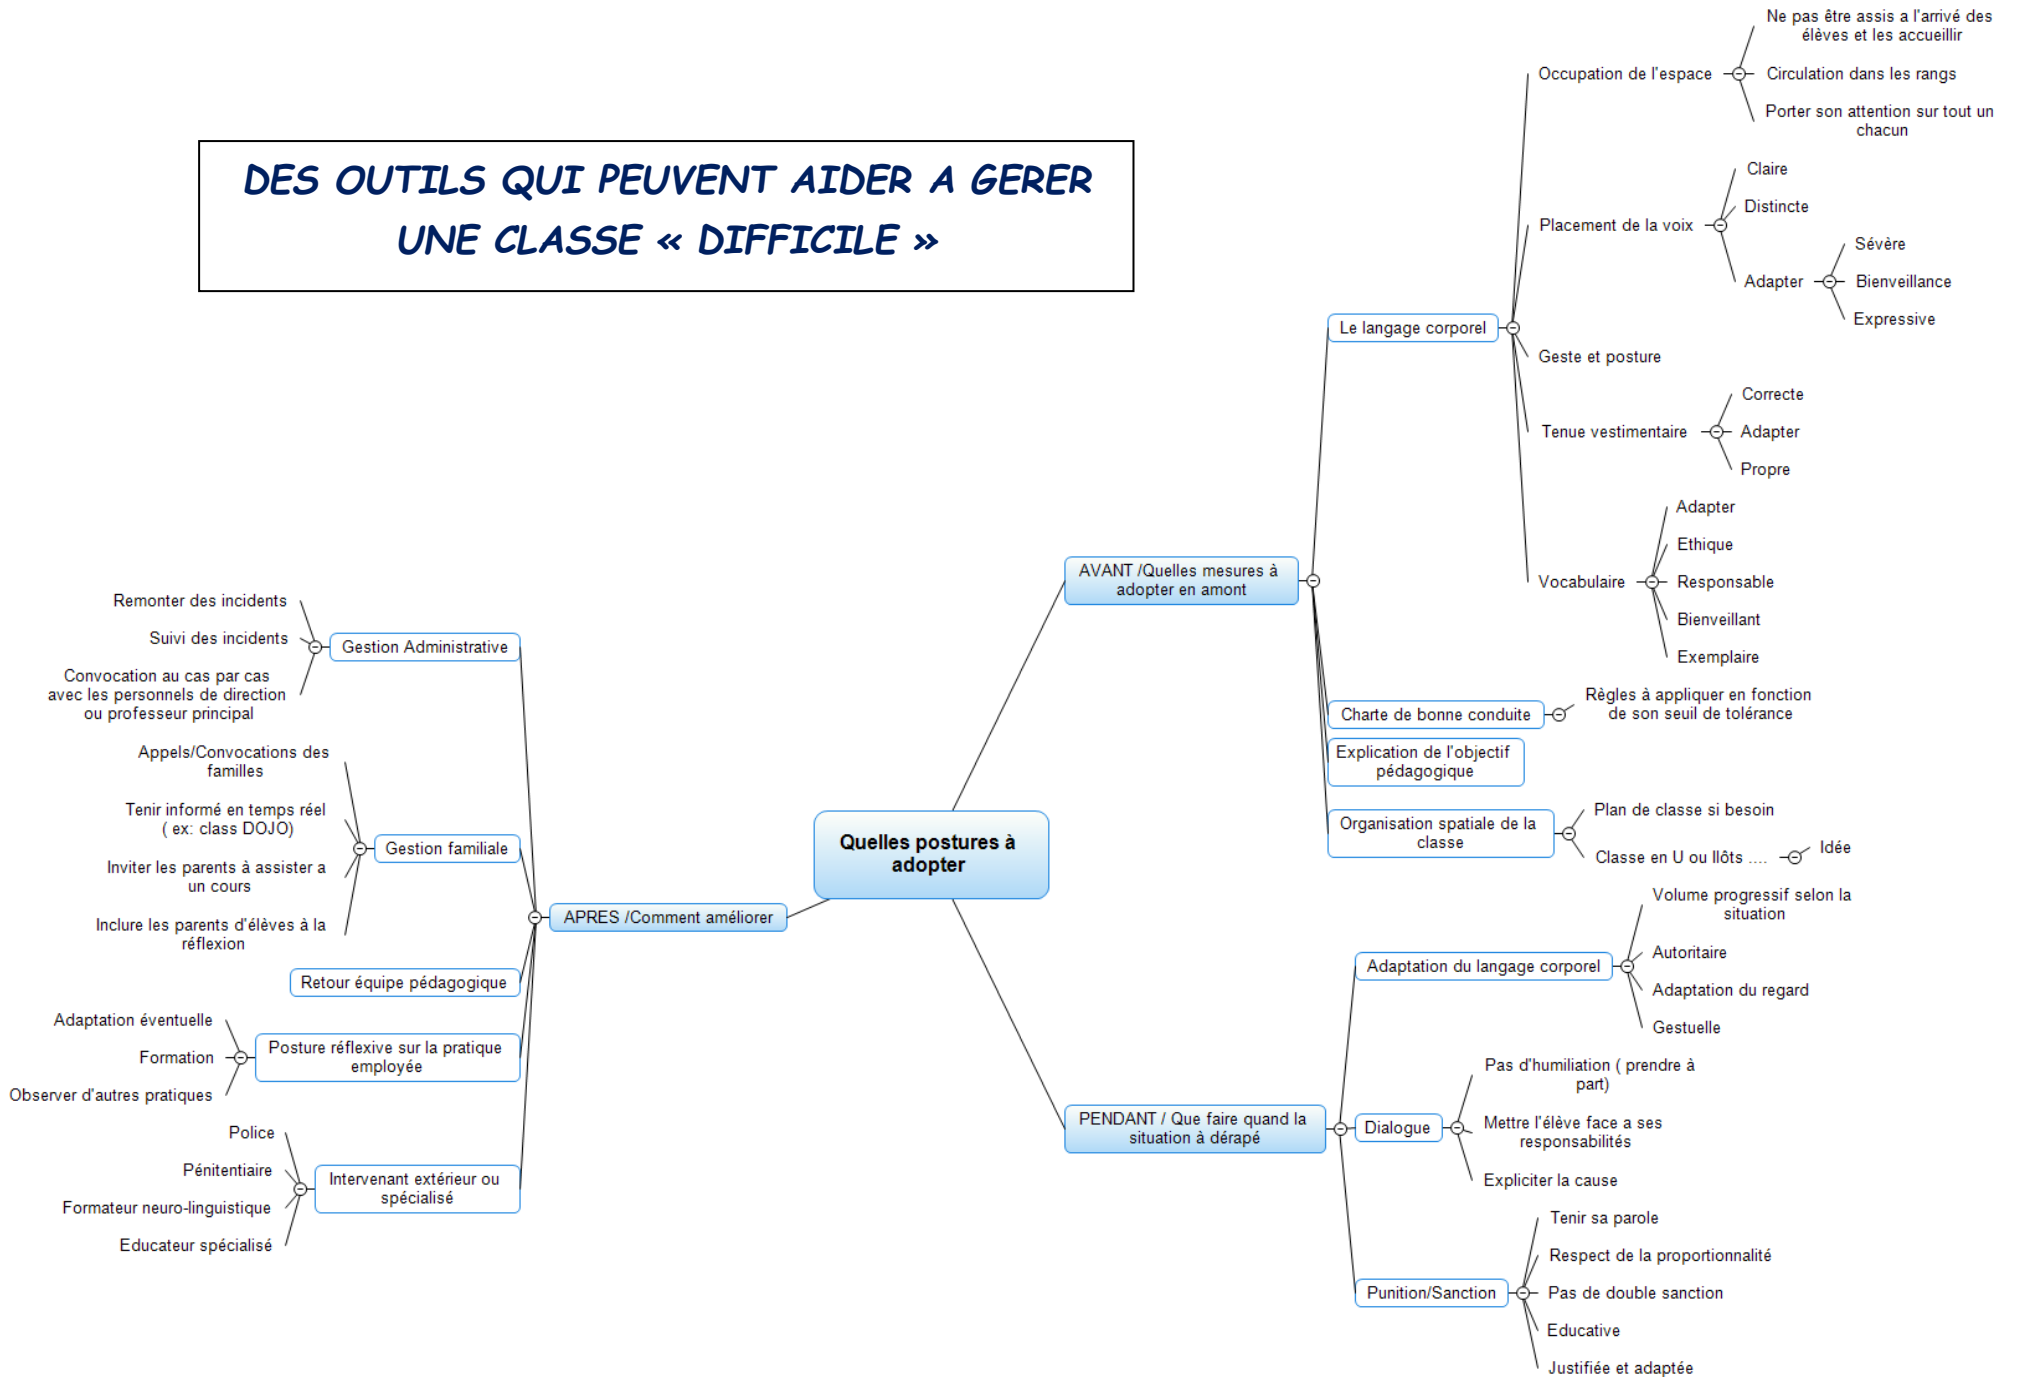 DES OUTILS QUI PEUVENT AIDER A GERER
UNE CLASSE « DIFFICILE »
Quelles postures à
adopter
AVANT /Quelles mesures à
adopter en amont
Le langage corporel
Occupation de l'espace
Ne pas être assis a l'arrivé des
élèves et les accueillir
Circulation dans les rangs
Porter son attention sur tout un
chacun
Placement de la voix
Claire
Distincte
Adapter
Sévère
Bienveillance
Expressive
Geste et posture
Tenue vestimentaire
Correcte
Adapter
Propre
Vocabulaire
Adapter
Ethique
Responsable
Bienveillant
Exemplaire
Charte de bonne conduite
Règles à appliquer en fonction
de son seuil de tolérance
Explication de l'objectif
pédagogique
Organisation spatiale de la
classe
Plan de classe si besoin
Classe en U ou Ilôts ....
Idée
PENDANT / Que faire quand la
situation à dérapé
Adaptation du langage corporel
Volume progressif selon la
situation
Autoritaire
Adaptation du regard
Gestuelle
Dialogue
Pas d'humiliation ( prendre à
part)
Mettre l'élève face a ses
responsabilités
Expliciter la cause
Punition/Sanction
Tenir sa parole
Respect de la proportionnalité
Pas de double sanction
Educative
Justifiée et adaptée
APRES /Comment améliorer
Gestion Administrative
Remonter des incidents
Suivi des incidents
Convocation au cas par cas
avec les personnels de direction
ou professeur principal
Gestion familiale
Appels/Convocations des
familles
Tenir informé en temps réel
( ex: class DOJO)
Inviter les parents à assister a
un cours
Inclure les parents d'élèves à la
réflexion
Retour équipe pédagogique
Posture réflexive sur la pratique
employée
Adaptation éventuelle
Formation
Observer d'autres pratiques
Intervenant extérieur ou
spécialisé
Police
Pénitentiaire
Formateur neuro-linguistique
Educateur spécialisé